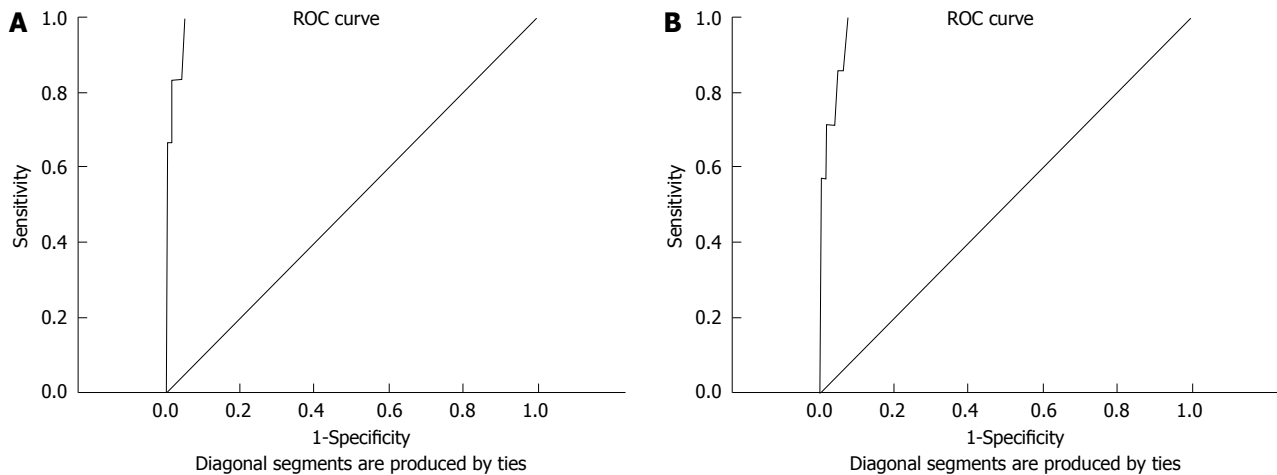 A
ROC curve
1.0
0.8
0.6
0.4
0.2
0.0
Sensitivity
0.0 0.2 0.4 0.6 0.8 1.0
1-Specificity
Diagonal segments are produced by ties
B
ROC curve
1.0
0.8
0.6
0.4
0.2
0.0
Sensitivity
0.0 0.2 0.4 0.6 0.8 1.0
1-Specificity
Diagonal segments are produced by ties